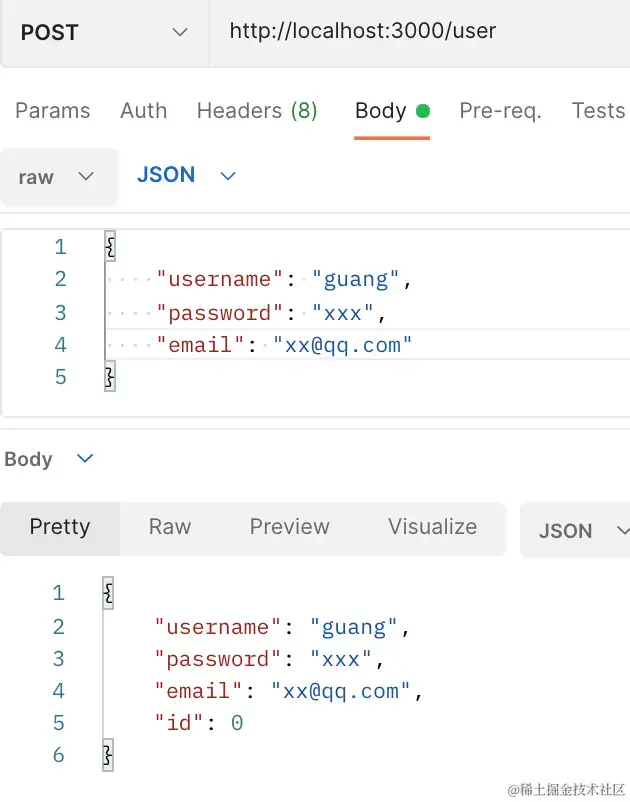 POST http://localhost:3000/user
Params Auth Headers (8) Body Pre-req. Tests
raw JSON
1 {
2 "username": "guang",
3 "password": "xxx",
4 "email": "xx@qq.com"
5 }
Body
Pretty Raw Preview Visualize JSON
1 {
2 "username": "guang",
3 "password": "xxx",
4 "email": "xx@qq.com",
5 "id": 0
6 }
@稀土掘金技术社区